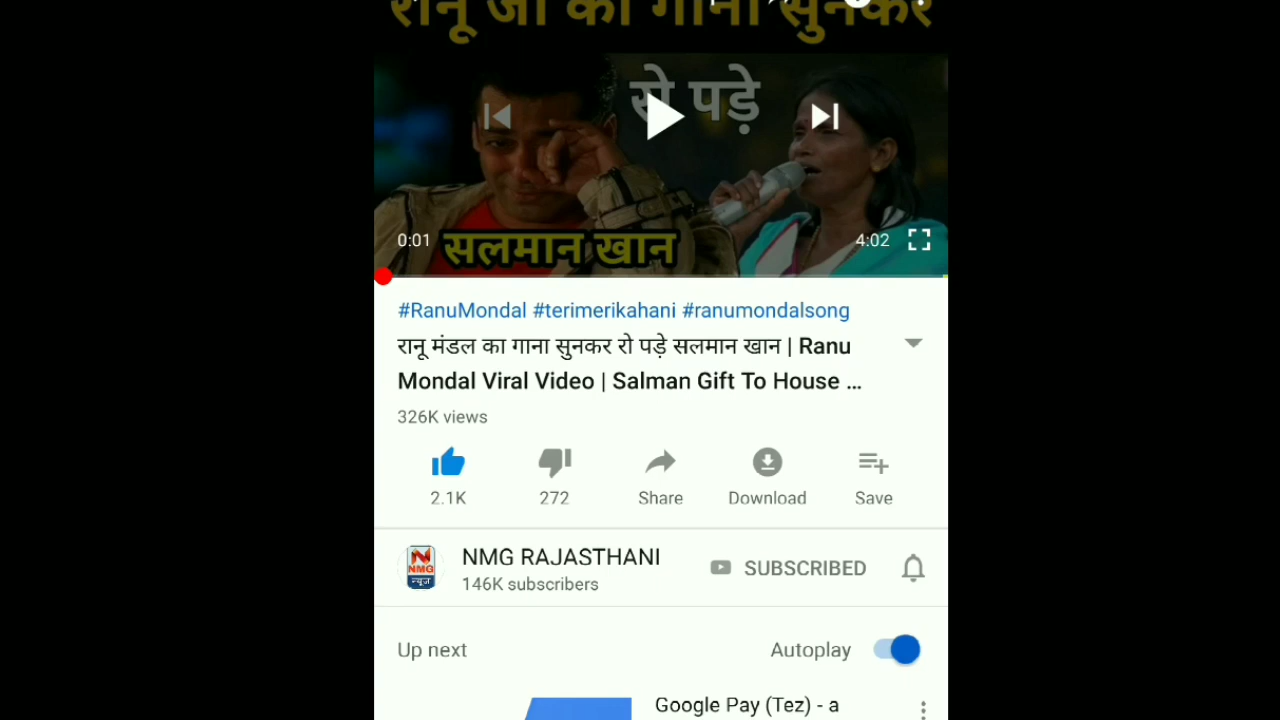 रानू जी का गाना सुनकर
रो पड़े
सलमान खान
0:01
4:02
#RanuMondal #terimerikahani #ranumondalsong
रानू मंडल का गाना सुनकर रो पड़े सलमान खान | Ranu
Mondal Viral Video | Salman Gift To House ...
326K views
2.1K
272
Share
Download
Save
NMG
न्यूज़
NMG RAJASTHANI
146K subscribers
SUBSCRIBED
Up next
Autoplay
Google Pay (Tez) - a